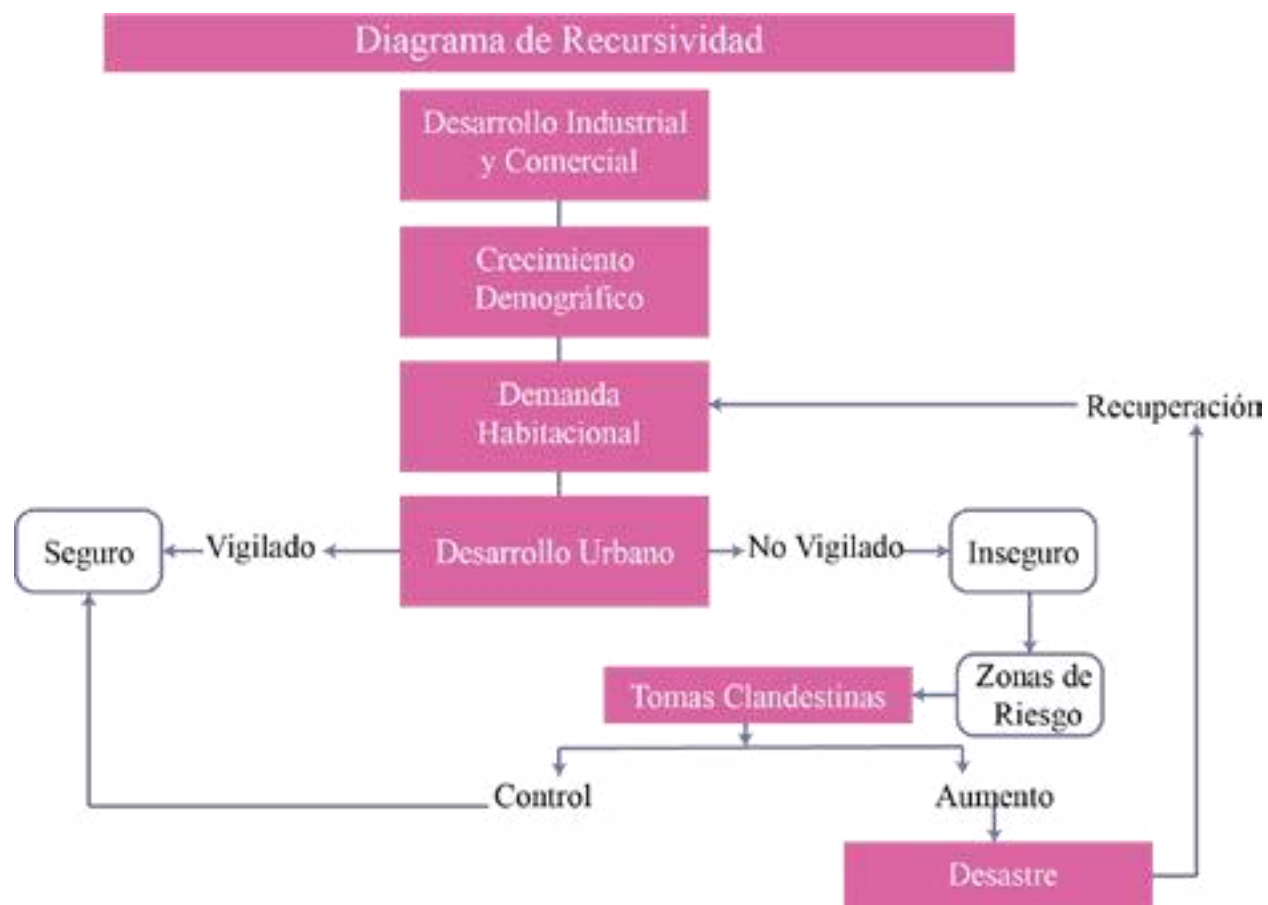 Diagrama de Recursividad
Desarrollo Industrial
y Comercial
Crecimiento
Demográfico
Demanda
Habitacional
Recuperación
Seguro
Vigilado
Desarrollo Urbano
No Vigilado
Inseguro
Tomas Clandestinas
Zonas de
Riesgo
Control
Aumento
Desastre